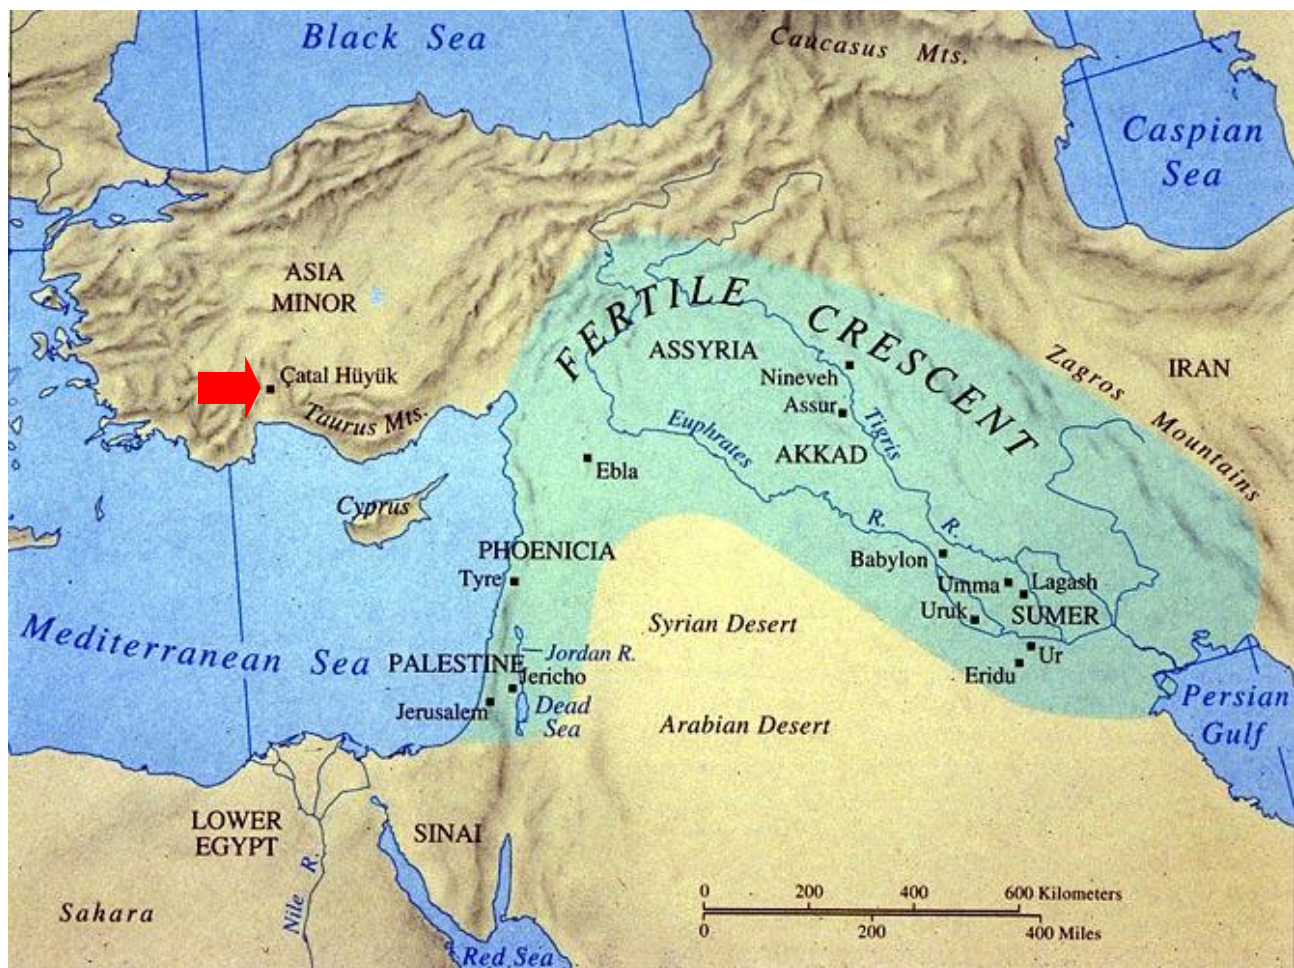 Black Sea
Caucasus Mts.
Caspian
Sea
ASIA
MINOR
FERTILE CRESCENT
ASSYRIA
Zagros Mountains
IRAN
Çatal Hüyük
Nineveh
Taurus Mts.
Assur
Tigris R.
Euphrates R.
AKKAD
Ebla
Cyprus
PHOENICIA
Babylon
Tyre
Umma
Lagash
Uruk
SUMER
Syrian Desert
Mediterranean Sea
PALESTINE
Jordan R.
Ur
Jericho
Eridu
Jerusalem
Dead
Sea
Persian
Gulf
Arabian Desert
LOWER
EGYPT
SINAI
Nile R.
Sahara
Red Sea
0 200 400 600 Kilometers
0 200 400 Miles